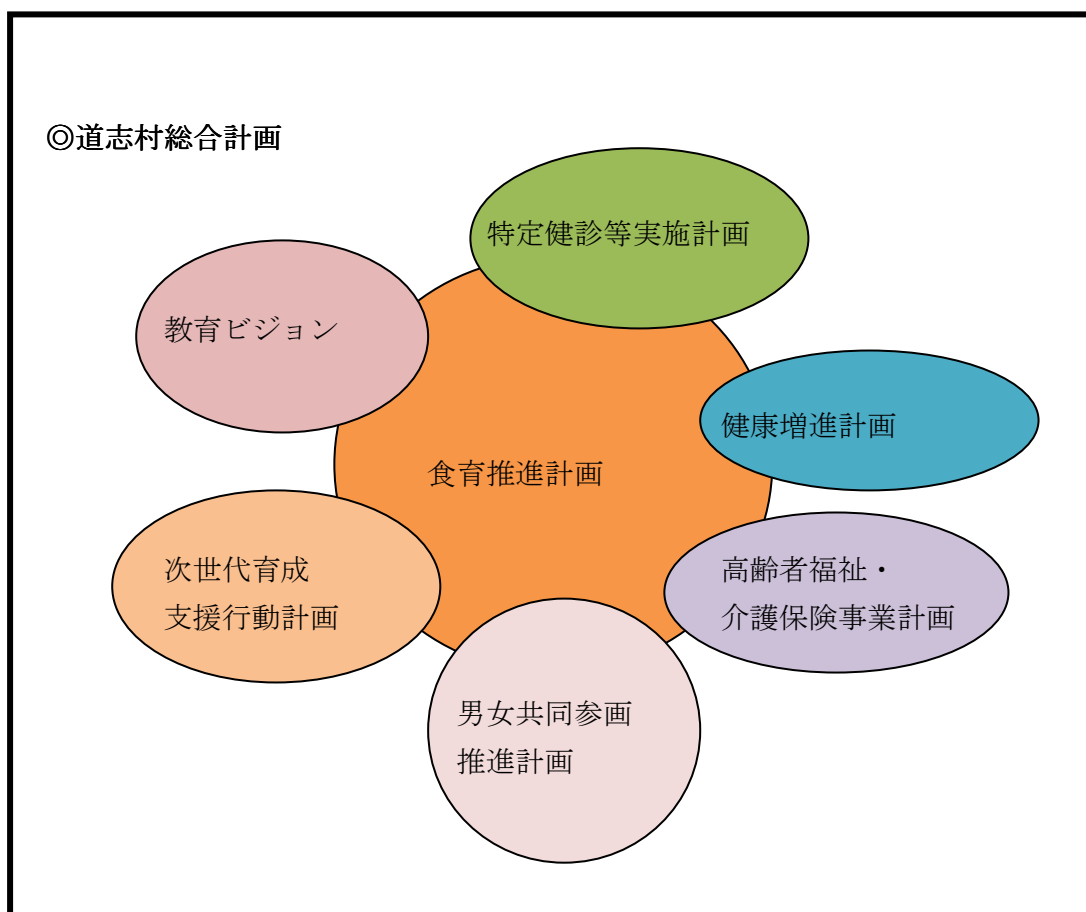 ◎道志村総合計画
特定健診等実施計画
教育ビジョン
健康増進計画
食育推進計画
次世代育成
支援行動計画
高齢者福祉・
介護保険事業計画
男女共同参画
推進計画